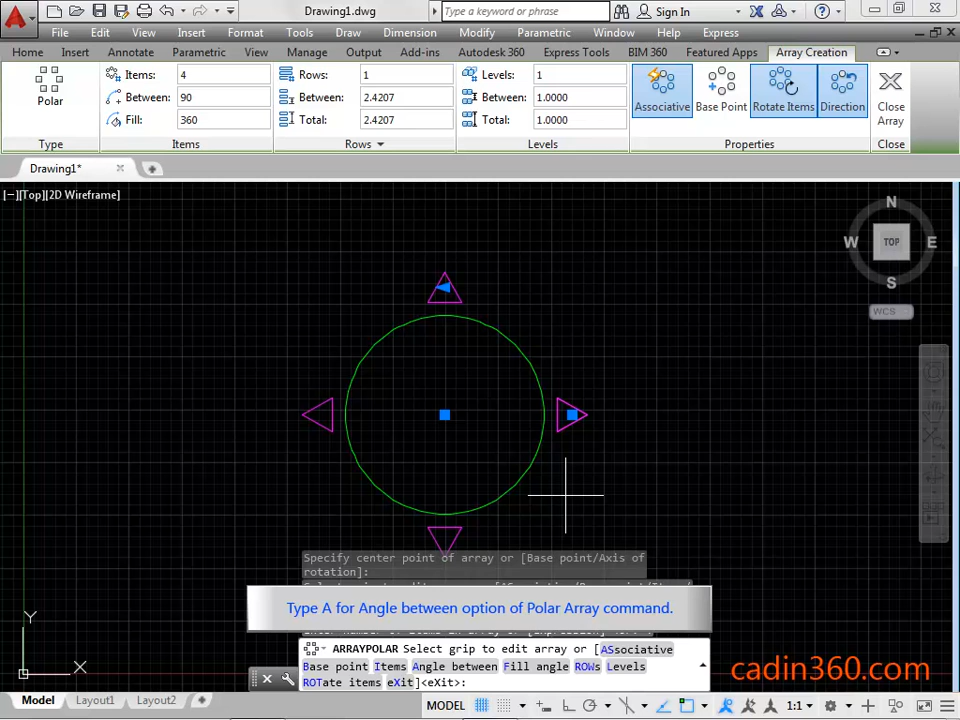 Drawing1.dwg
Type a keyword or phrase
Sign In
File Edit View Insert Format Tools Draw Dimension Modify Parametric Window Help Express
Home Insert Annotate Parametric View Manage Output Add-ins Autodesk 360 Express Tools BIM 360 Featured Apps Array Creation
Polar
Items: 4
Between: 90
Fill: 360
Rows: 1
Between: 2.4207
Total: 2.4207
Levels: 1
Between: 1.0000
Total: 1.0000
Associative Base Point Rotate Items Direction
Close
Array
Type Items Rows Levels Properties Close
Drawing1*
[−][Top][2D Wireframe]
N
W TOP E
S
WCS
Specify center point of array or [Base point/Axis of
rotation]:
Type A for Angle between option of Polar Array command.
ARRAYPOLAR Select grip to edit array or [ASsociative
Base point Items Angle between Fill angle ROWs Levels
ROTate items eXit]<eXit>:
Y
X
cadin360.com
Model Layout1 Layout2
MODEL
1:1